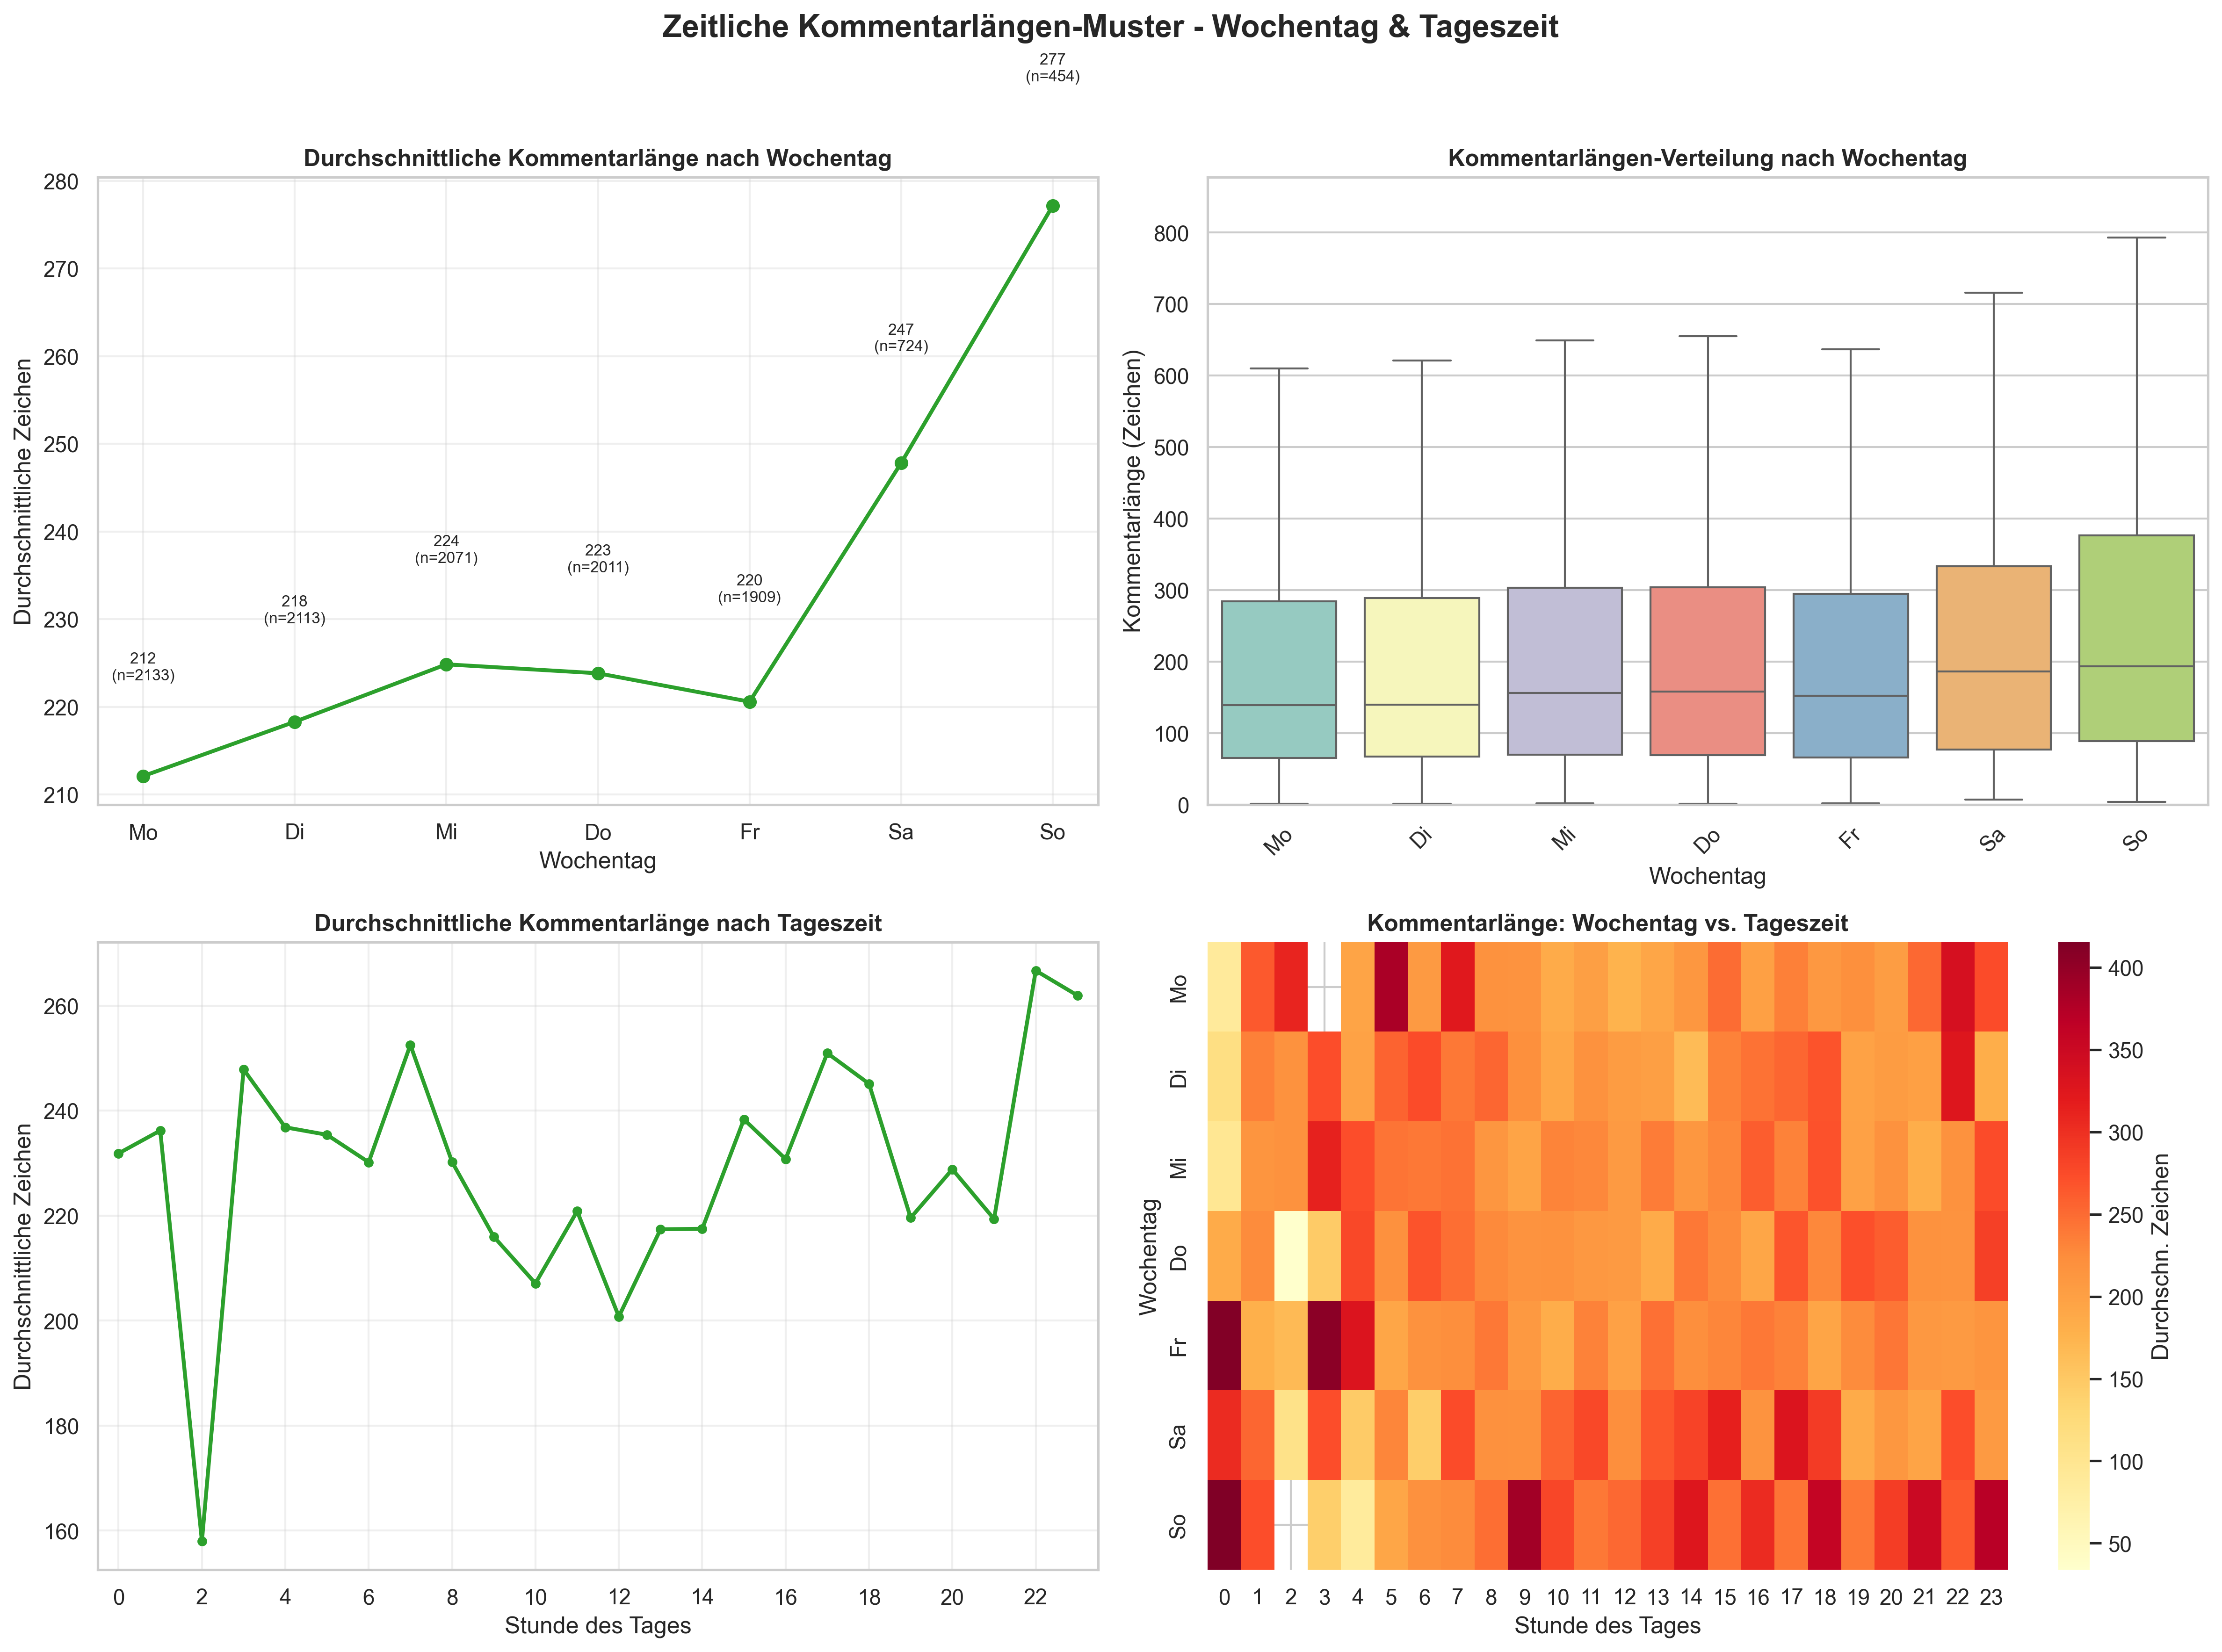 Zeitliche Kommentarlängen-Muster - Wochentag & Tageszeit
Durchschnittliche Kommentarlänge nach Wochentag
Durchschnittliche Zeichen
280
270
260
250
240
230
220
210
212
(n=2133)
218
(n=2113)
224
(n=2071)
223
(n=2011)
220
(n=1909)
247
(n=724)
277
(n=454)
Mo Di Mi Do Fr Sa So
Wochentag
Kommentarlängen-Verteilung nach Wochentag
Kommentarlänge (Zeichen)
800
700
600
500
400
300
200
100
0
Mo Di Mi Do Fr Sa So
Wochentag
Durchschnittliche Kommentarlänge nach Tageszeit
Durchschnittliche Zeichen
260
240
220
200
180
160
0 2 4 6 8 10 12 14 16 18 20 22
Stunde des Tages
Kommentarlänge: Wochentag vs. Tageszeit
Wochentag
Mo
Di
Mi
Do
Fr
Sa
So
0 1 2 3 4 5 6 7 8 9 10 11 12 13 14 15 16 17 18 19 20 21 22 23
Stunde des Tages
400
350
300
250
200
150
100
50
Durchschn. Zeichen